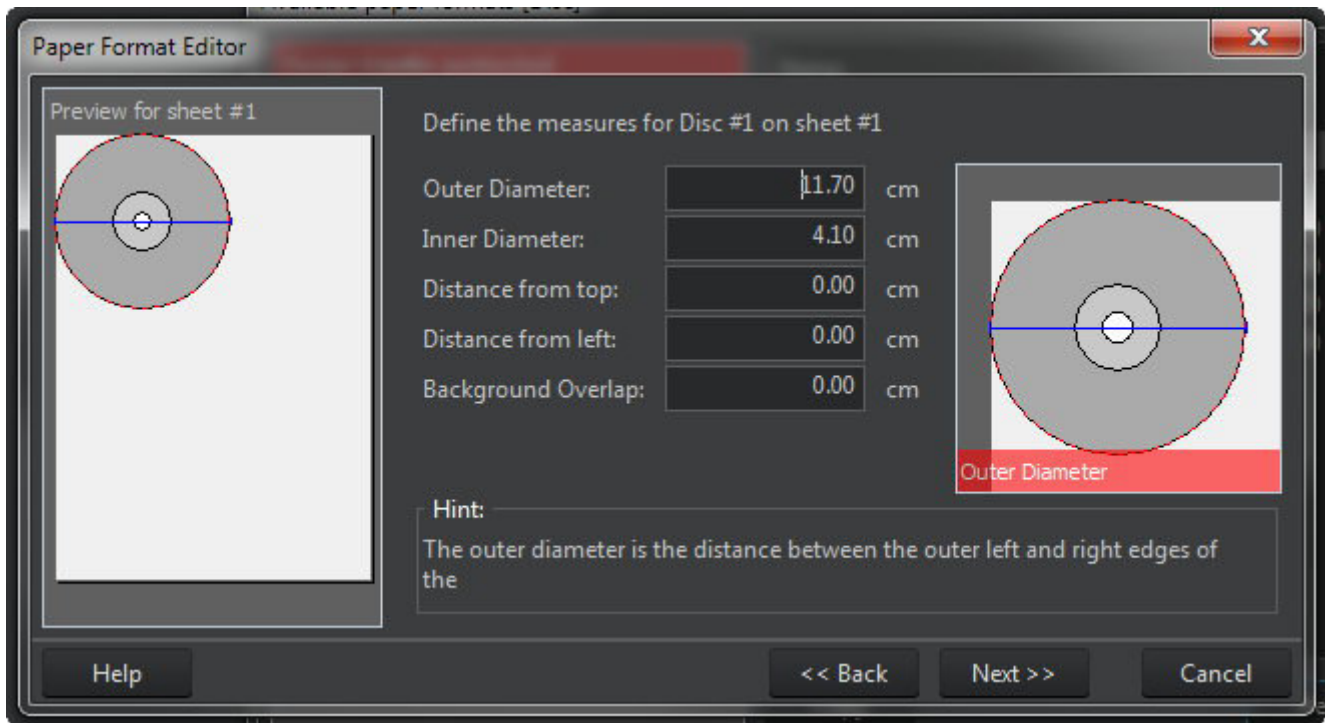 Paper Format Editor
Preview for sheet #1
Define the measures for Disc #1 on sheet #1
Outer Diameter: 11.70 cm
Inner Diameter: 4.10 cm
Distance from top: 0.00 cm
Distance from left: 0.00 cm
Background Overlap: 0.00 cm
Outer Diameter
Hint:
The outer diameter is the distance between the outer left and right edges of
the
Help
<< Back
Next >>
Cancel